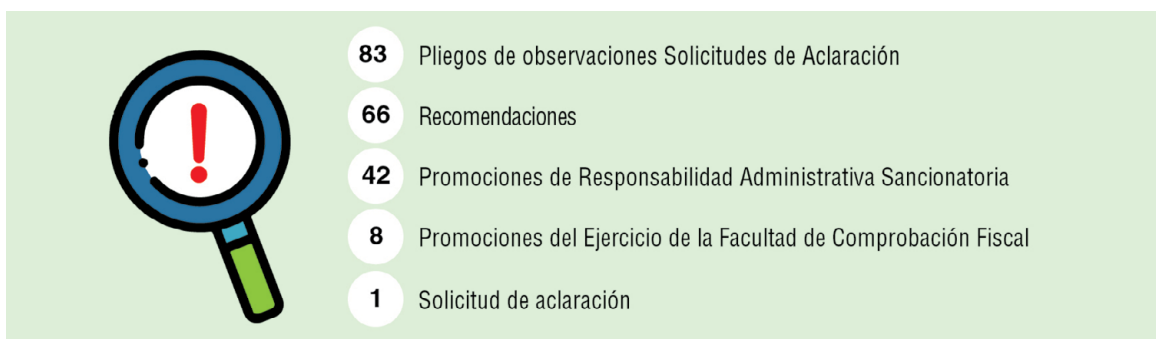 83 Pliegos de observaciones Solicitudes de Aclaración
66 Recomendaciones
42 Promociones de Responsabilidad Administrativa Sancionatoria
8 Promociones del Ejercicio de la Facultad de Comprobación Fiscal
1 Solicitud de aclaración